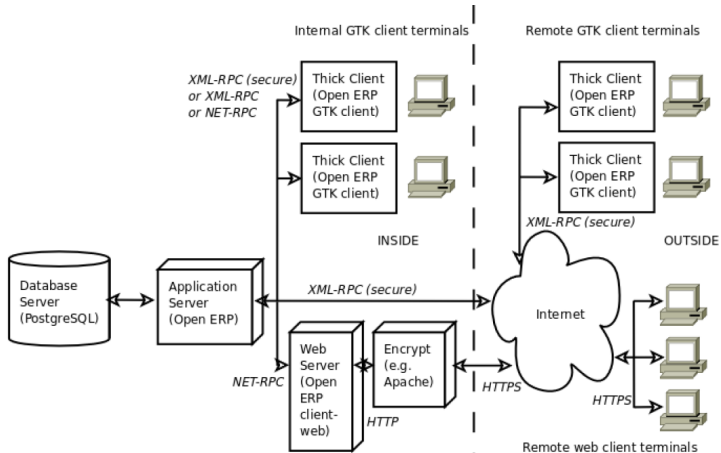 Internal GTK client terminals
Remote GTK client terminals
XML-RPC (secure)
or XML-RPC
or NET-RPC
Thick Client
(Open ERP
GTK client)
Thick Client
(Open ERP
GTK client)
Thick Client
(Open ERP
GTK client)
Thick Client
(Open ERP
GTK client)
XML-RPC (secure)
INSIDE
OUTSIDE
Database
Server
(PostgreSQL)
Application
Server
(Open ERP)
XML-RPC (secure)
Internet
Web
Server
(Open
ERP
client-
web)
Encrypt
(e.g.
Apache)
NET-RPC
HTTP
HTTPS
HTTPS
Remote web client terminals